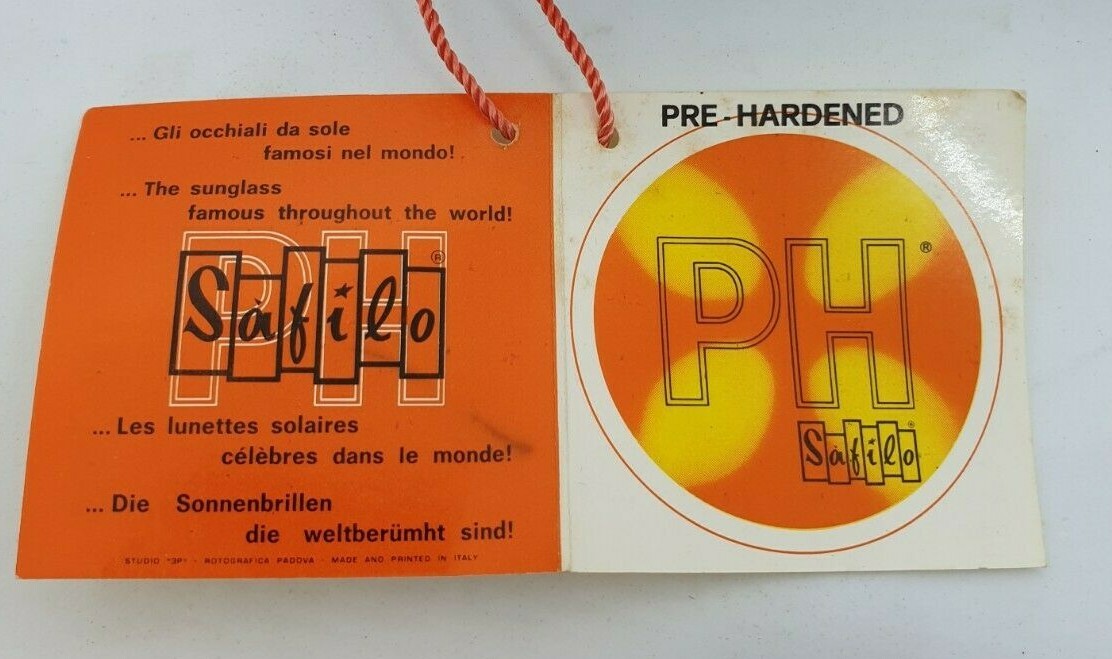 ... Gli occhiali da sole
famosi nel mondo!
... The sunglass
famous throughout the world!
PH
Sàfilo ®
... Les lunettes solaires
célèbres dans le monde!
... Die Sonnenbrillen
die weltberümht sind!
STUDIO "3P" - ROTOGRAFICA PADOVA - MADE AND PRINTED IN ITALY
PRE-HARDENED
PH ®
Sàfilo ®